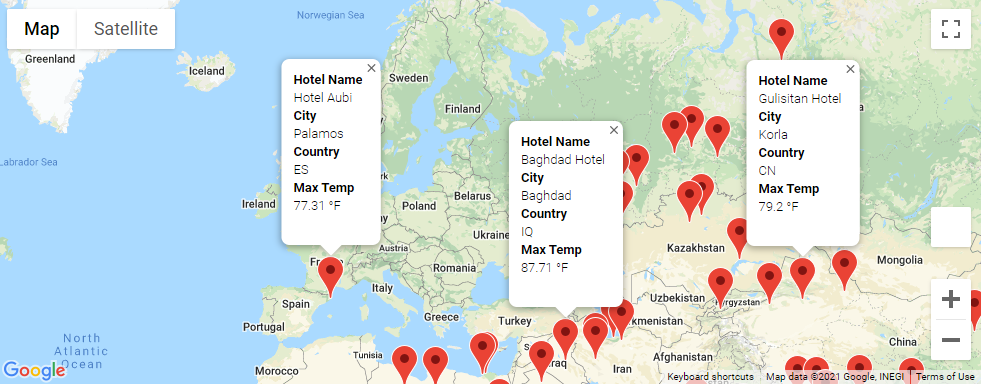 Map
Satellite
Norwegian Sea
Greenland
Iceland
Sweden
Finland
Labrador Sea
Hotel Name
Hotel Aubi
City
Palamos
Country
ES
Max Temp
77.31 °F
Hotel Name
Baghdad Hotel
City
Baghdad
Country
IQ
Max Temp
87.71 °F
Hotel Name
Gulisitan Hotel
City
Korla
Country
CN
Max Temp
79.2 °F
Ireland
Poland
Belarus
Ukraine
Austria
Romania
Italy
Spain
Portugal
Greece
Turkey
Kazakhstan
Mongolia
Uzbekistan
Kyrgyzstan
Afghanistan
Iraq
Iran
China
Tunisia
Morocco
North
Atlantic
Ocean
Google
Keyboard shortcuts
Map data ©2021 Google, INEGI
Terms of Use